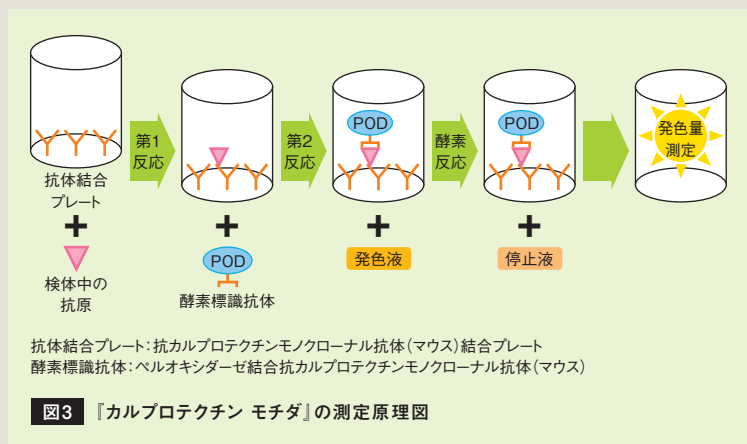 抗体結合
プレート
+
検体中の
抗原
第1
反応
+
POD
酵素標識抗体
第2
反応
POD
+
発色液
酵素
反応
POD
+
停止液
発色量
測定
抗体結合プレート:抗カルプロテクチンモノクローナル抗体(マウス)結合プレート
酵素標識抗体:ペルオキシダーゼ結合抗カルプロテクチンモノクローナル抗体(マウス)
図3 『カルプロテクチン モチダ』の測定原理図